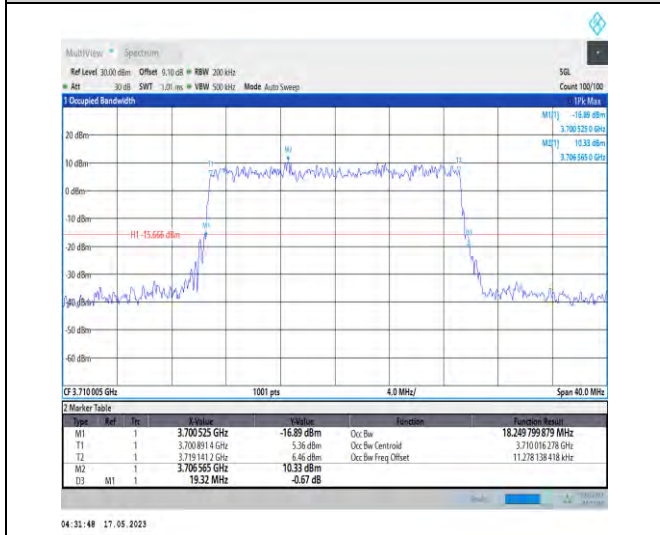 MultiView Spectrum
Ref Level 30.00 dBm Offset 9.10 dB RBW 200 kHz SGL
Att 30 dB SWT 1.01 ms VBW 500 kHz Mode Auto Sweep Count 100/100
1 Occupied Bandwidth 1Pk Max
M1[1] -16.89 dBm
3.700 525 0 GHz
20 dBm
M2[1] 10.33 dBm
3.706 565 0 GHz
M2
10 dBm
T1 T2
0 dBm
-10 dBm
M1
H1 -15.666 dBm
-20 dBm
-30 dBm
-40 dBm
-50 dBm
-60 dBm
CF 3.710 005 GHz 1001 pts 4.0 MHz/ Span 40.0 MHz
2 Marker Table
Type Ref Trc X-Value Y-Value Function Function Result
M1 1 3.700 525 GHz -16.89 dBm Occ Bw 18.249 799 879 MHz
T1 1 3.700 891 4 GHz 5.36 dBm Occ Bw Centroid 3.710 016 278 GHz
T2 1 3.719 141 2 GHz 6.46 dBm Occ Bw Freq Offset 11.278 138 418 kHz
M2 1 3.706 565 GHz 10.33 dBm
D3 M1 1 19.32 MHz -0.67 dB
04:31:48 17.05.2023